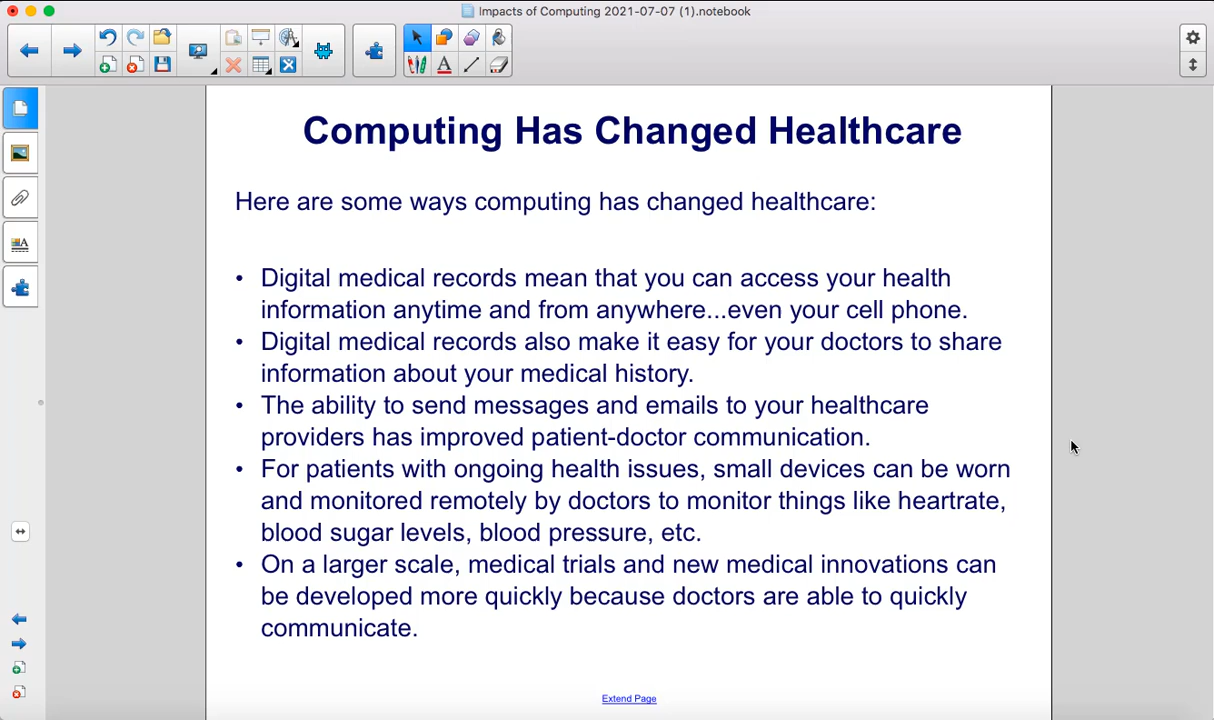 Impacts of Computing 2021-07-07 (1).notebook
Computing Has Changed Healthcare
Here are some ways computing has changed healthcare:
• Digital medical records mean that you can access your health
information anytime and from anywhere...even your cell phone.
• Digital medical records also make it easy for your doctors to share
information about your medical history.
• The ability to send messages and emails to your healthcare
providers has improved patient-doctor communication.
• For patients with ongoing health issues, small devices can be worn
and monitored remotely by doctors to monitor things like heartrate,
blood sugar levels, blood pressure, etc.
• On a larger scale, medical trials and new medical innovations can
be developed more quickly because doctors are able to quickly
communicate.
Extend Page